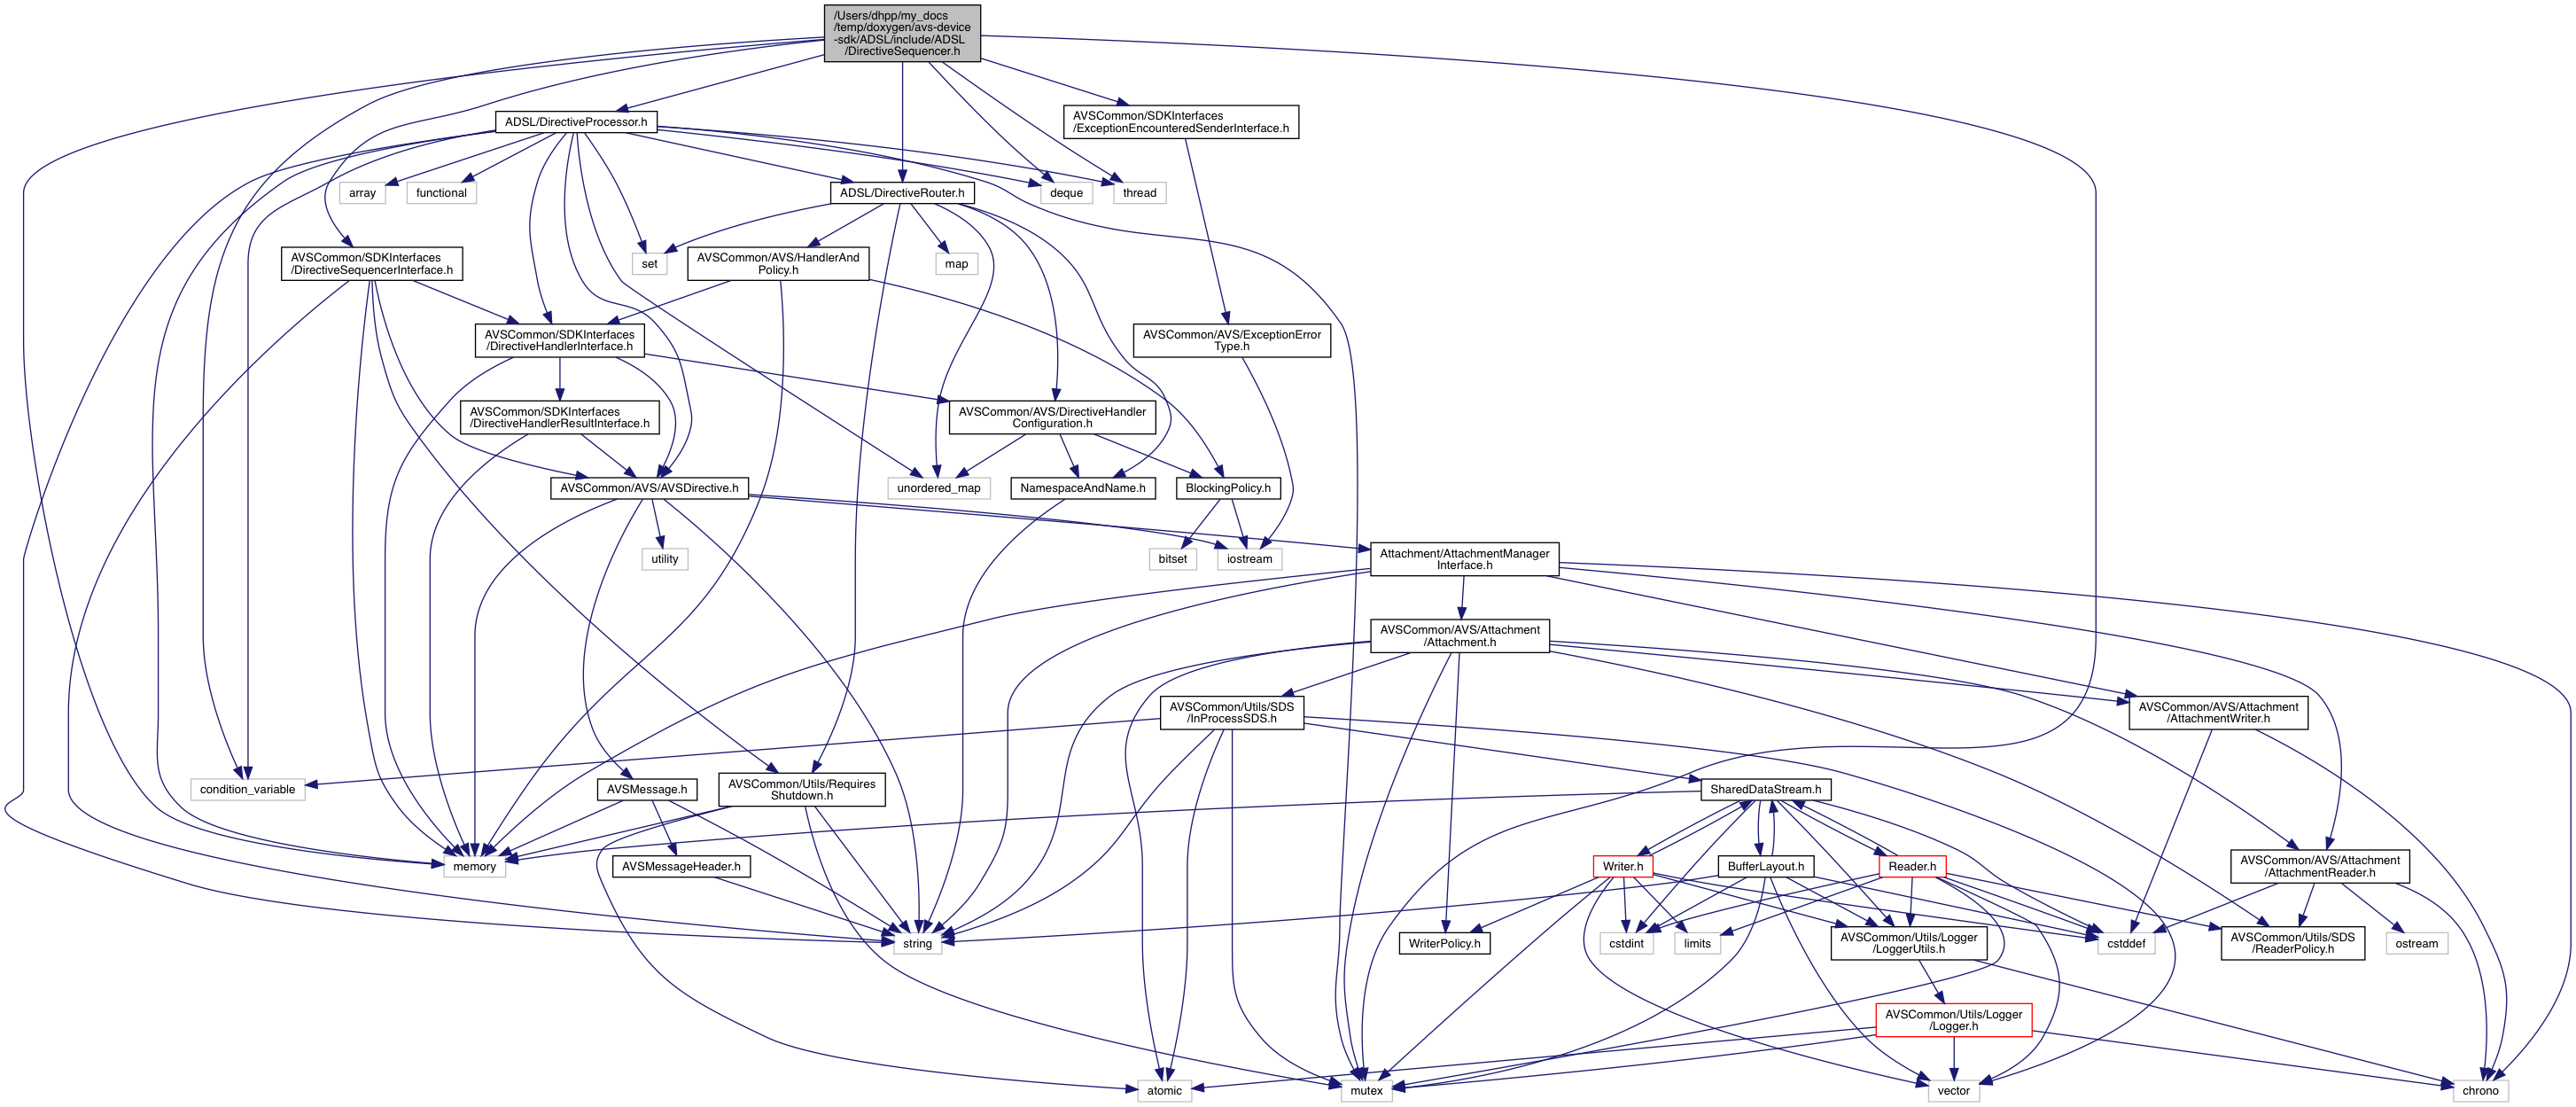 /Users/dhpp/my_docs
/temp/doxygen/avs-device
-sdk/ADSL/include/ADSL
/DirectiveSequencer.h
ADSL/DirectiveProcessor.h
AVSCommon/SDKInterfaces
/ExceptionEncounteredSenderInterface.h
array
functional
ADSL/DirectiveRouter.h
deque
thread
AVSCommon/SDKInterfaces
/DirectiveSequencerInterface.h
set
AVSCommon/AVS/HandlerAnd
Policy.h
map
AVSCommon/SDKInterfaces
/DirectiveHandlerInterface.h
AVSCommon/AVS/ExceptionError
Type.h
AVSCommon/SDKInterfaces
/DirectiveHandlerResultInterface.h
AVSCommon/AVS/DirectiveHandler
Configuration.h
AVSCommon/AVS/AVSDirective.h
unordered_map
NamespaceAndName.h
BlockingPolicy.h
utility
bitset
iostream
Attachment/AttachmentManager
Interface.h
AVSCommon/AVS/Attachment
/Attachment.h
AVSCommon/Utils/SDS
/InProcessSDS.h
AVSCommon/AVS/Attachment
/AttachmentWriter.h
condition_variable
AVSMessage.h
AVSCommon/Utils/Requires
Shutdown.h
SharedDataStream.h
memory
AVSMessageHeader.h
Writer.h
BufferLayout.h
Reader.h
AVSCommon/AVS/Attachment
/AttachmentReader.h
string
WriterPolicy.h
cstdint
limits
AVSCommon/Utils/Logger
/LoggerUtils.h
cstddef
AVSCommon/Utils/SDS
/ReaderPolicy.h
ostream
AVSCommon/Utils/Logger
/Logger.h
atomic
mutex
vector
chrono